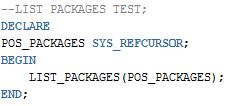 --LIST PACKAGES TEST;
DECLARE
POS_PACKAGES SYS_REFCURSOR;
BEGIN
    LIST_PACKAGES(POS_PACKAGES);
END;